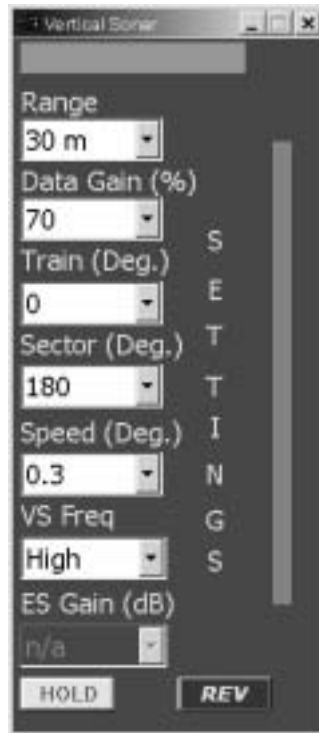 Vertical Sonar
Range
30 m
Data Gain (%)
70
Train (Deg.)
0
Sector (Deg.)
180
Speed (Deg.)
0.3
VS Freq
High
ES Gain (dB)
n/a
SETTINGS
HOLD
REV